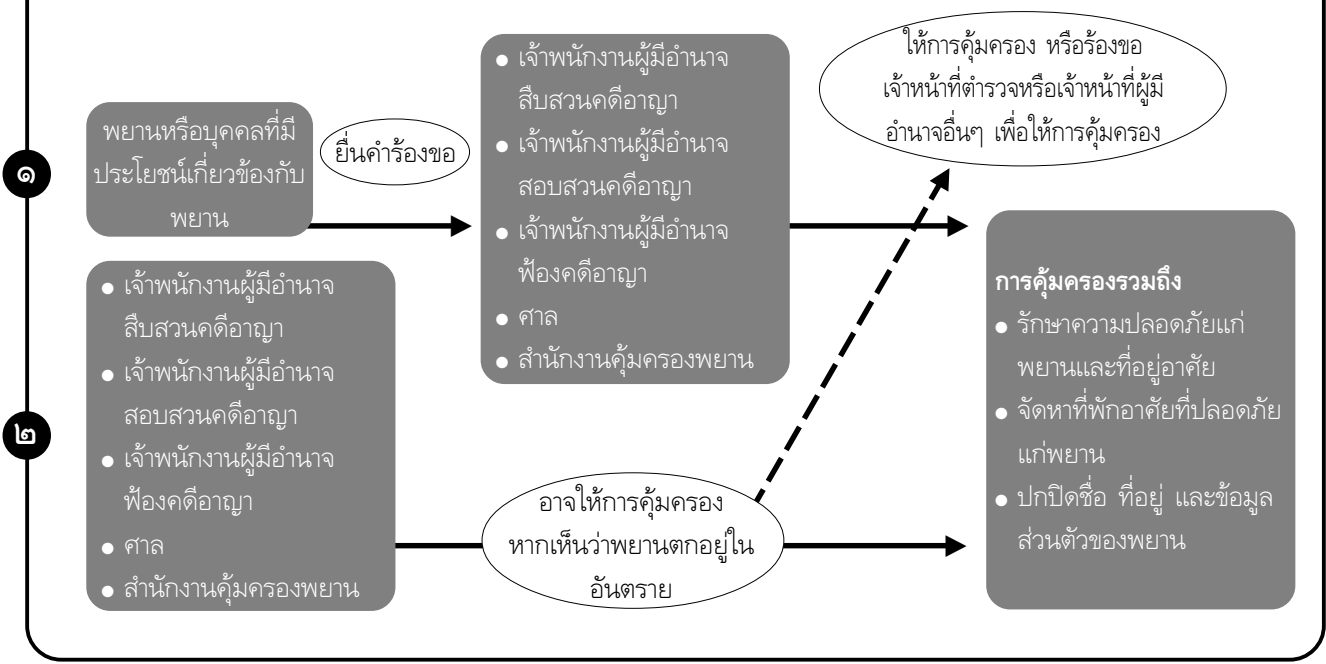 ๑
พยานหรือบุคคลที่มี
ประโยชน์เกี่ยวข้องกับ
พยาน
ยื่นคำร้องขอ
● เจ้าพนักงานผู้มีอำนาจ
สืบสวนคดีอาญา
● เจ้าพนักงานผู้มีอำนาจ
สอบสวนคดีอาญา
● เจ้าพนักงานผู้มีอำนาจ
ฟ้องคดีอาญา
● ศาล
● สำนักงานคุ้มครองพยาน
ให้การคุ้มครอง หรือร้องขอ
เจ้าหน้าที่ตำรวจหรือเจ้าหน้าที่ผู้มี
อำนาจอื่นๆ เพื่อให้การคุ้มครอง
๒
● เจ้าพนักงานผู้มีอำนาจ
สืบสวนคดีอาญา
● เจ้าพนักงานผู้มีอำนาจ
สอบสวนคดีอาญา
● เจ้าพนักงานผู้มีอำนาจ
ฟ้องคดีอาญา
● ศาล
● สำนักงานคุ้มครองพยาน
อาจให้การคุ้มครอง
หากเห็นว่าพยานตกอยู่ใน
อันตราย
การคุ้มครองรวมถึง
● รักษาความปลอดภัยแก่
พยานและที่อยู่อาศัย
● จัดหาที่พักอาศัยที่ปลอดภัย
แก่พยาน
● ปกปิดชื่อ ที่อยู่ และข้อมูล
ส่วนตัวของพยาน